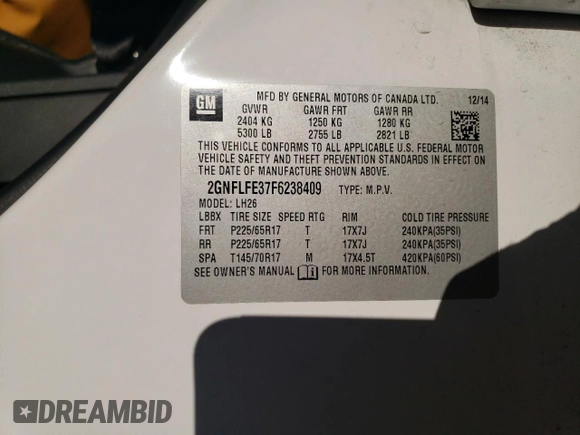 GM
MFD BY GENERAL MOTORS OF CANADA LTD. 12/14
GVWR GAWR FRT GAWR RR
2404 KG 1250 KG 1280 KG
5300 LB 2755 LB 2821 LB
THIS VEHICLE CONFORMS TO ALL APPLICABLE U.S. FEDERAL MOTOR
VEHICLE SAFETY AND THEFT PREVENTION STANDARDS IN EFFECT ON
THE DATE OF MANUFACTURE SHOWN ABOVE.
2GNFLFE37F6238409 TYPE: M.P.V.
MODEL: LH26
LBBX TIRE SIZE SPEED RTG RIM COLD TIRE PRESSURE
FRT P225/65R17 T 17X7J 240KPA(35PSI)
RR P225/65R17 T 17X7J 240KPA(35PSI)
SPA T145/70R17 M 17X4.5T 420KPA(60PSI)
SEE OWNER'S MANUAL FOR MORE INFORMATION.
DREAMBID